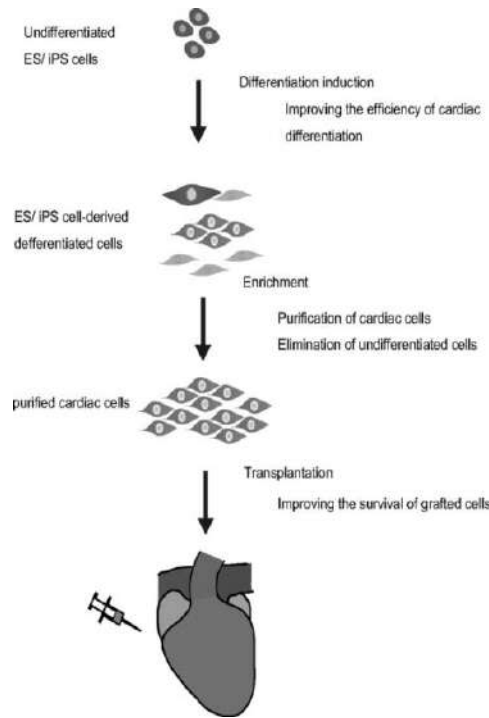 Undifferentiated
ES/ iPS cells
Differentiation induction
Improving the efficiency of cardiac
differentiation
ES/ iPS cell-derived
defferentiated cells
Enrichment
Purification of cardiac cells
Elimination of undifferentiated cells
purified cardiac cells
Transplantation
Improving the survival of grafted cells